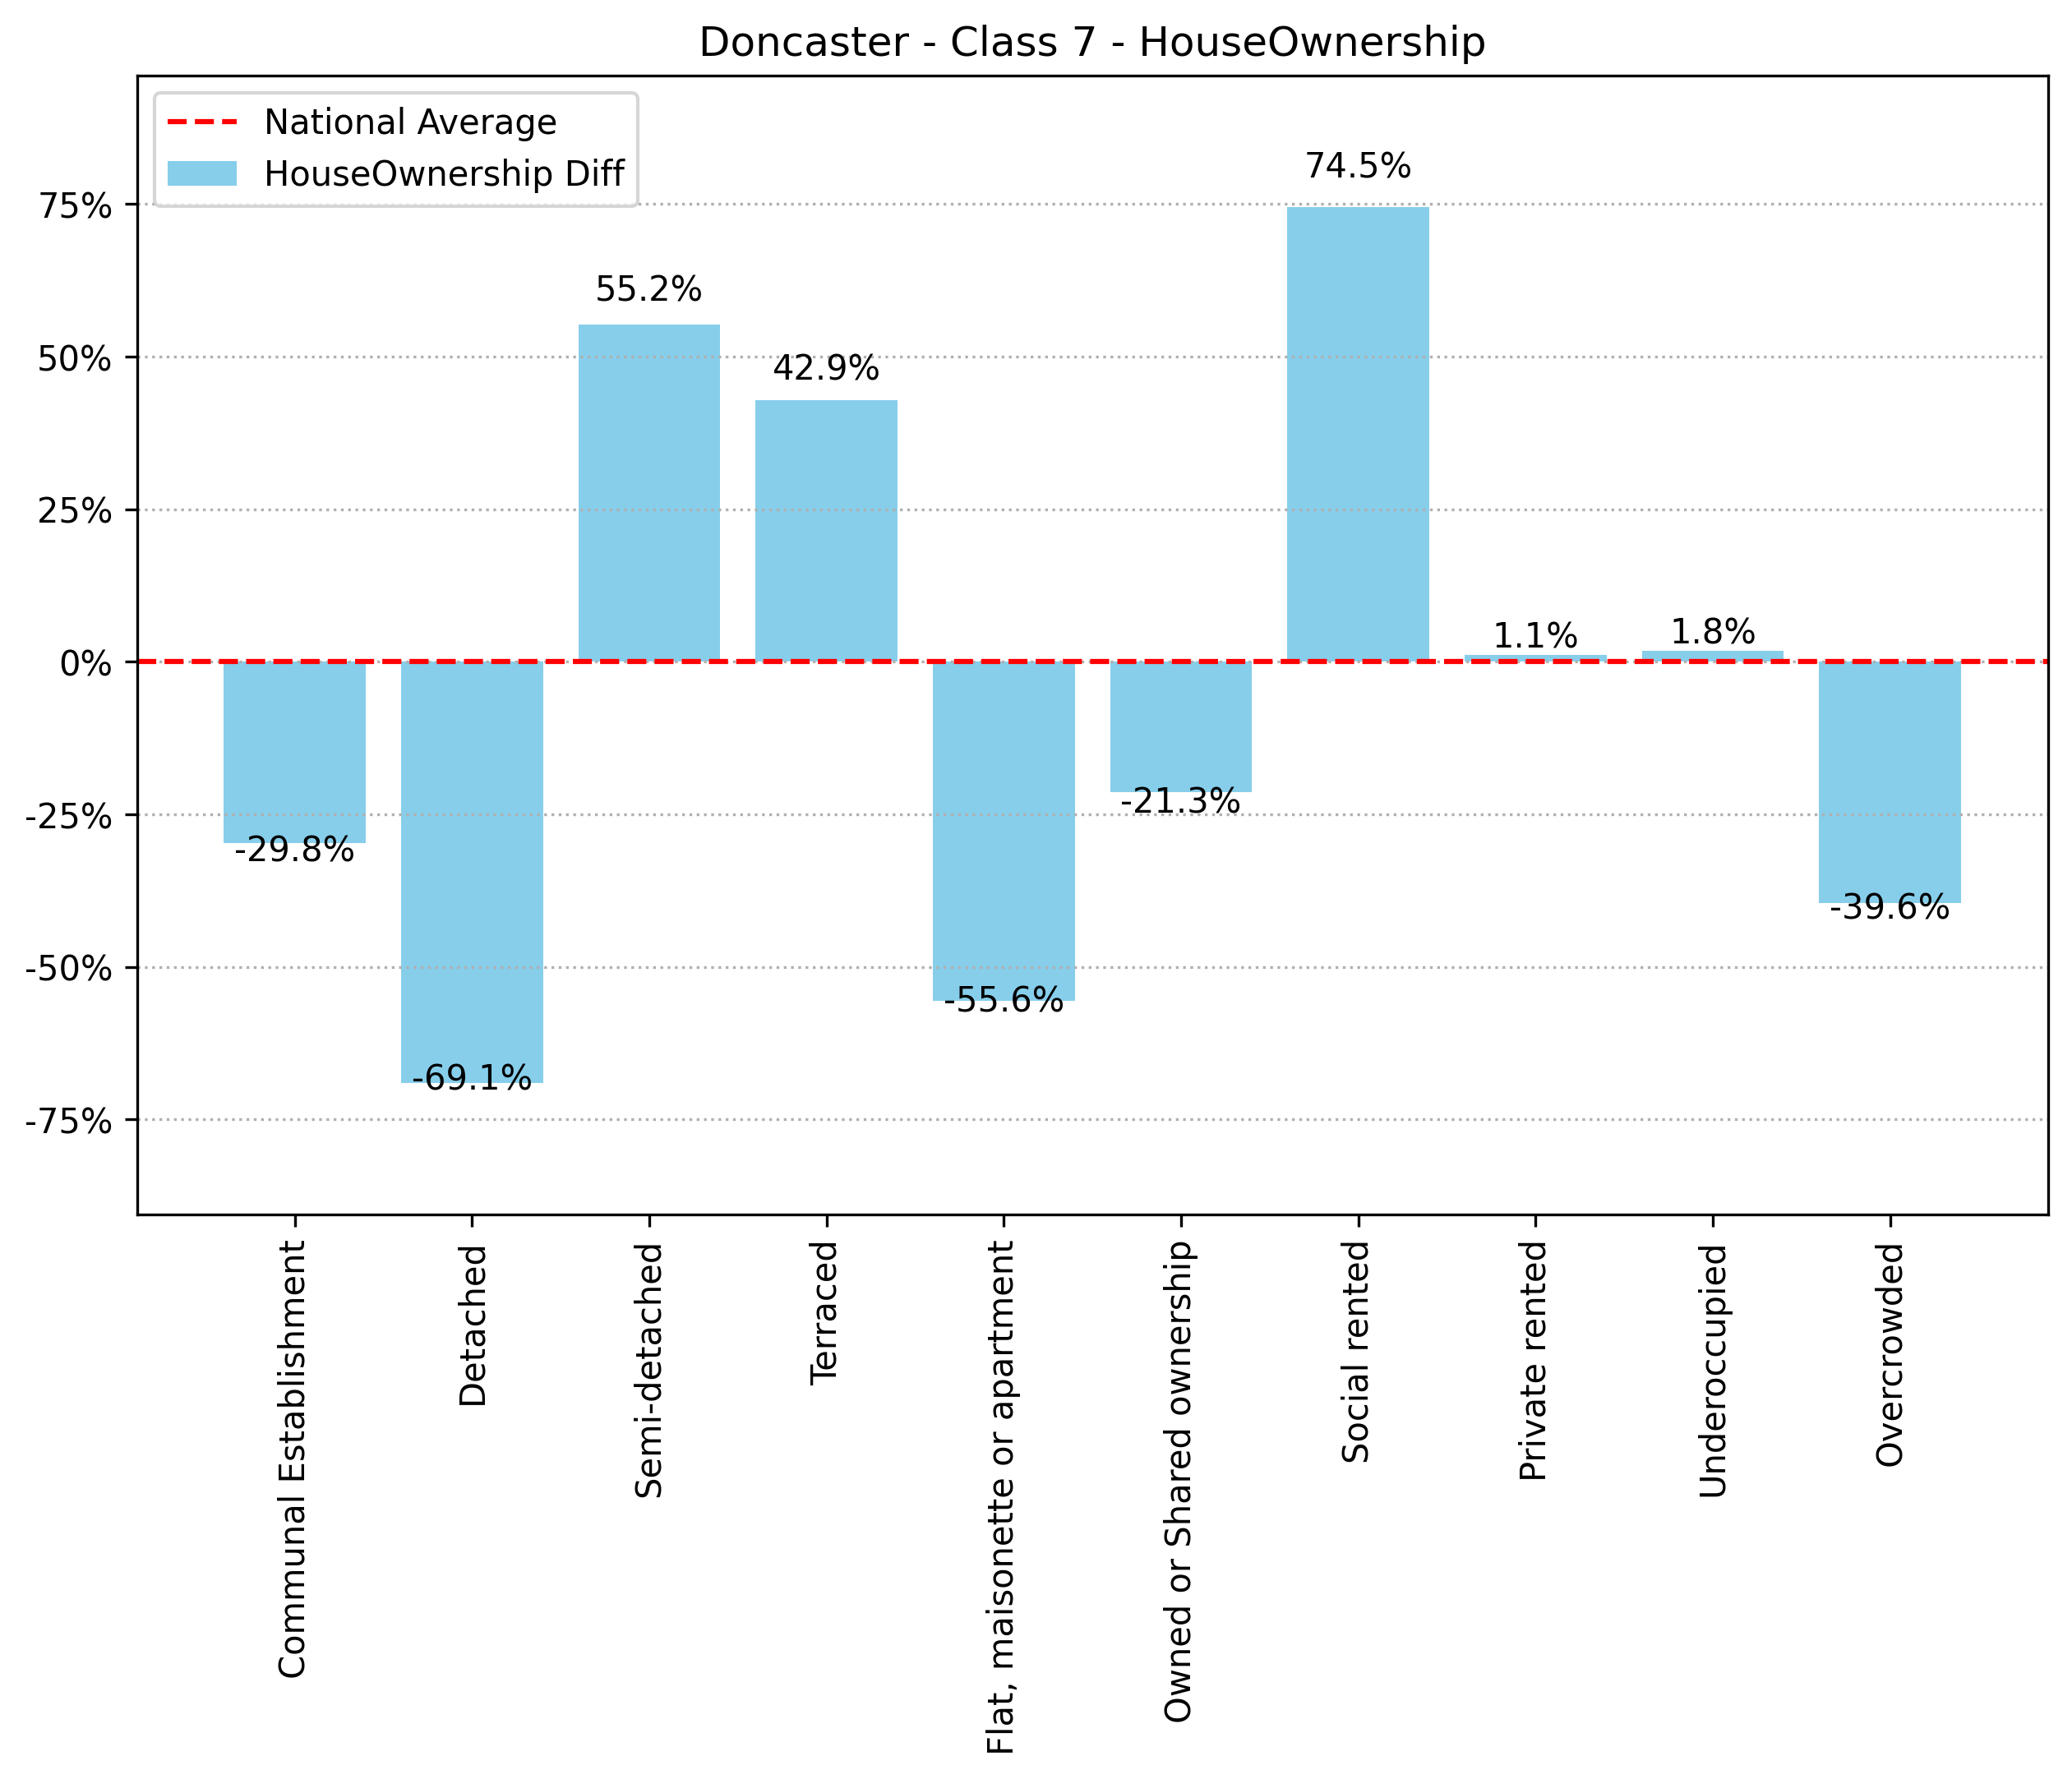 Doncaster - Class 7 - HouseOwnership
National Average
HouseOwnership Diff
75%
50%
25%
0%
-25%
-50%
-75%
-29.8%
-69.1%
55.2%
42.9%
-55.6%
-21.3%
74.5%
1.1%
1.8%
-39.6%
Communal Establishment
Detached
Semi-detached
Terraced
Flat, maisonette or apartment
Owned or Shared ownership
Social rented
Private rented
Underoccupied
Overcrowded